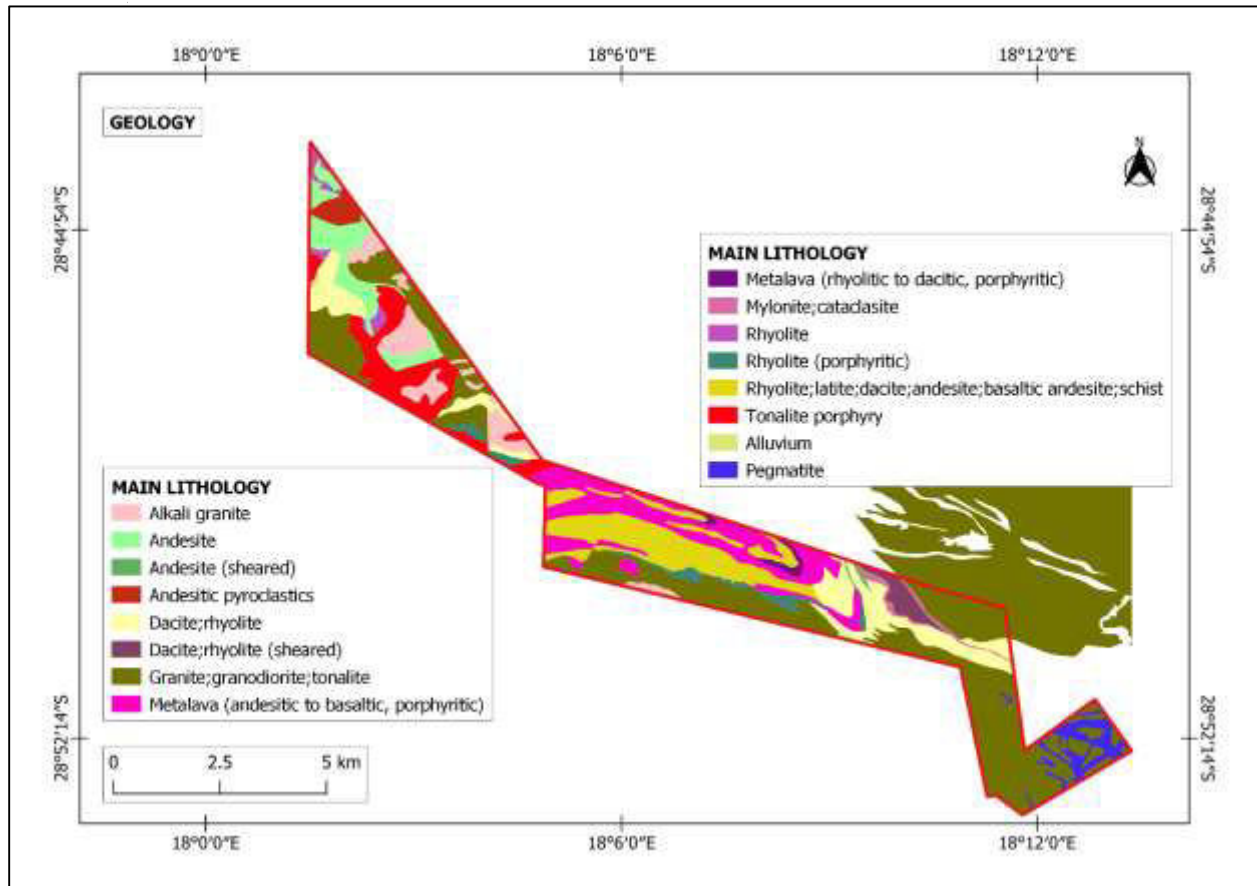 18°0'0"E 18°6'0"E 18°12'0"E
GEOLOGY
N
28°44'54"S 28°44'54"S
MAIN LITHOLOGY
Metalava (rhyolitic to dacitic, porphyritic)
Mylonite;cataclasite
Rhyolite
Rhyolite (porphyritic)
Rhyolite;latite;dacite;andesite;basaltic andesite;schist
Tonalite porphyry
Alluvium
Pegmatite
MAIN LITHOLOGY
Alkali granite
Andesite
Andesite (sheared)
Andesitic pyroclastics
Dacite;rhyolite
Dacite;rhyolite (sheared)
Granite;granodiorite;tonalite
Metalava (andesitic to basaltic, porphyritic)
28°52'14"S 28°52'14"S
0 2.5 5 km
18°0'0"E 18°6'0"E 18°12'0"E